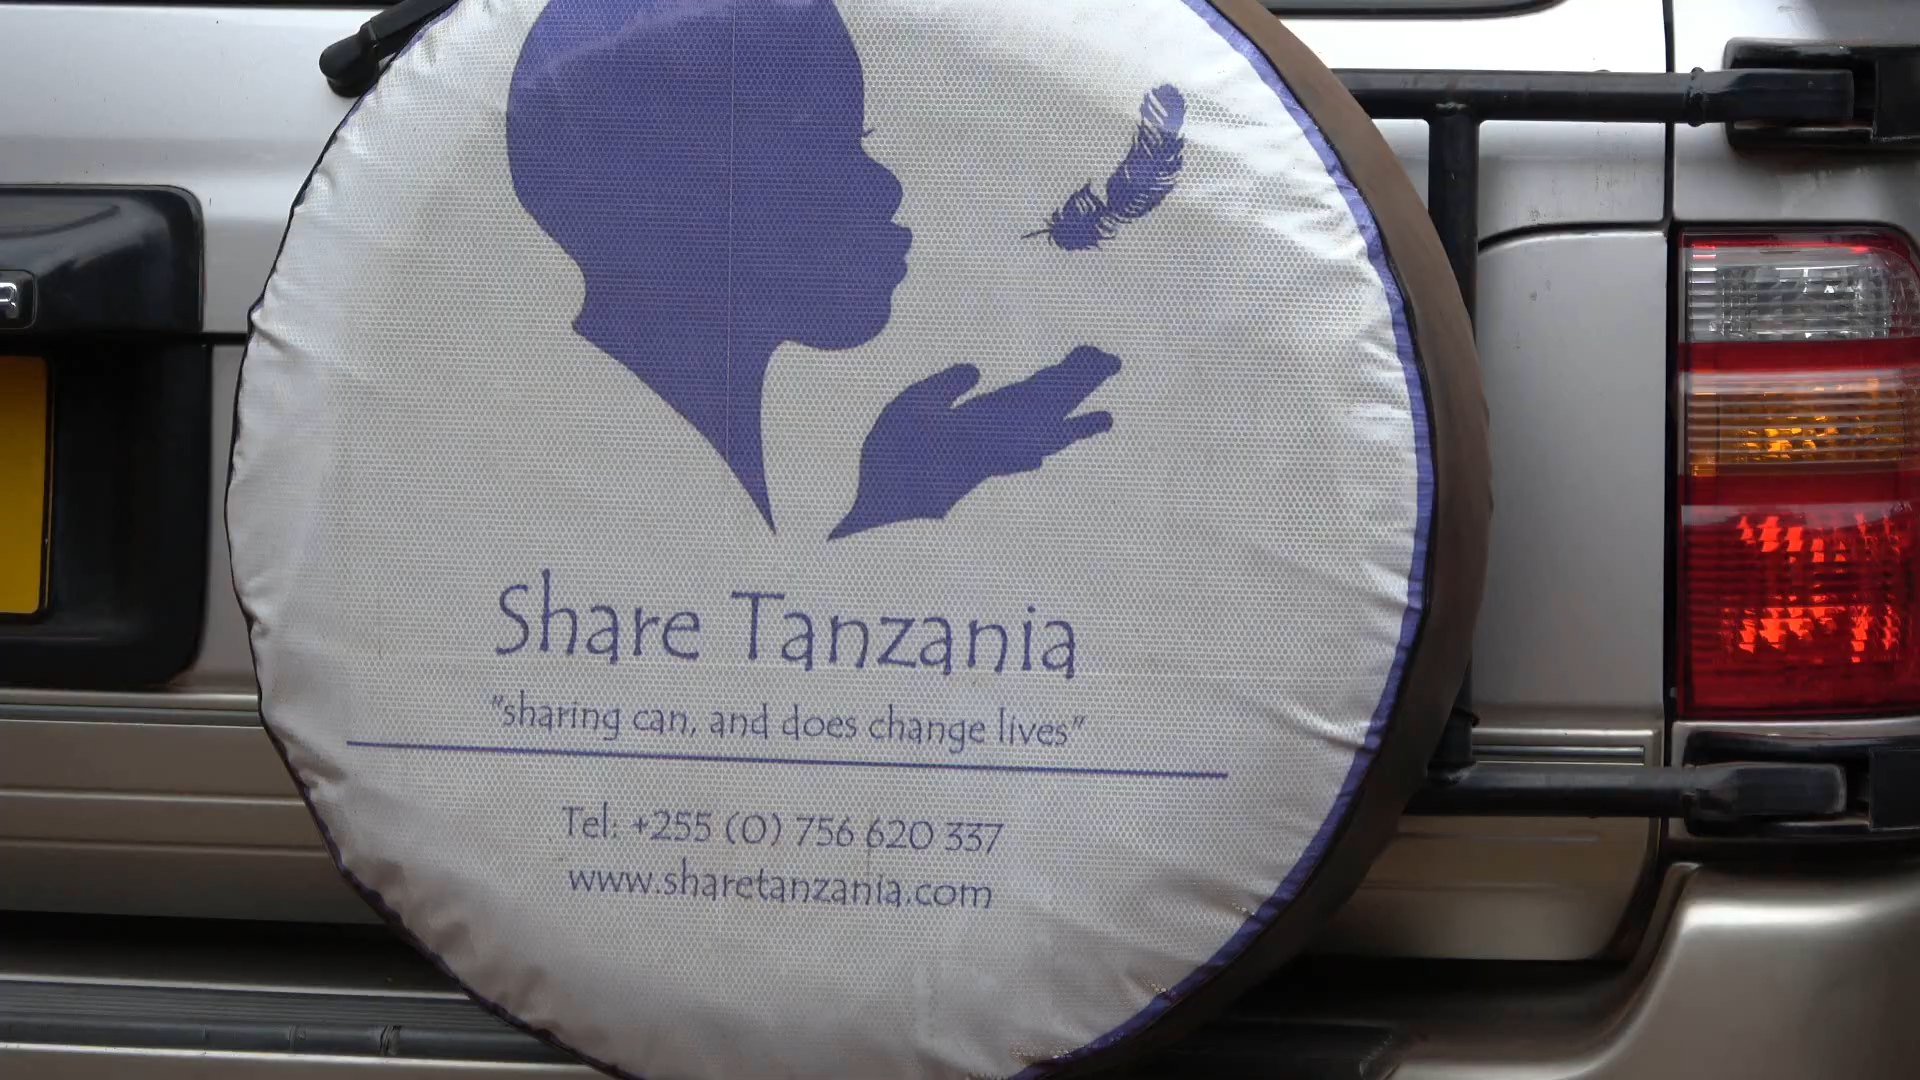 Share Tanzania
"sharing can, and does change lives"
Tel: +255 (0) 756 620 337
www.sharetanzania.com
R